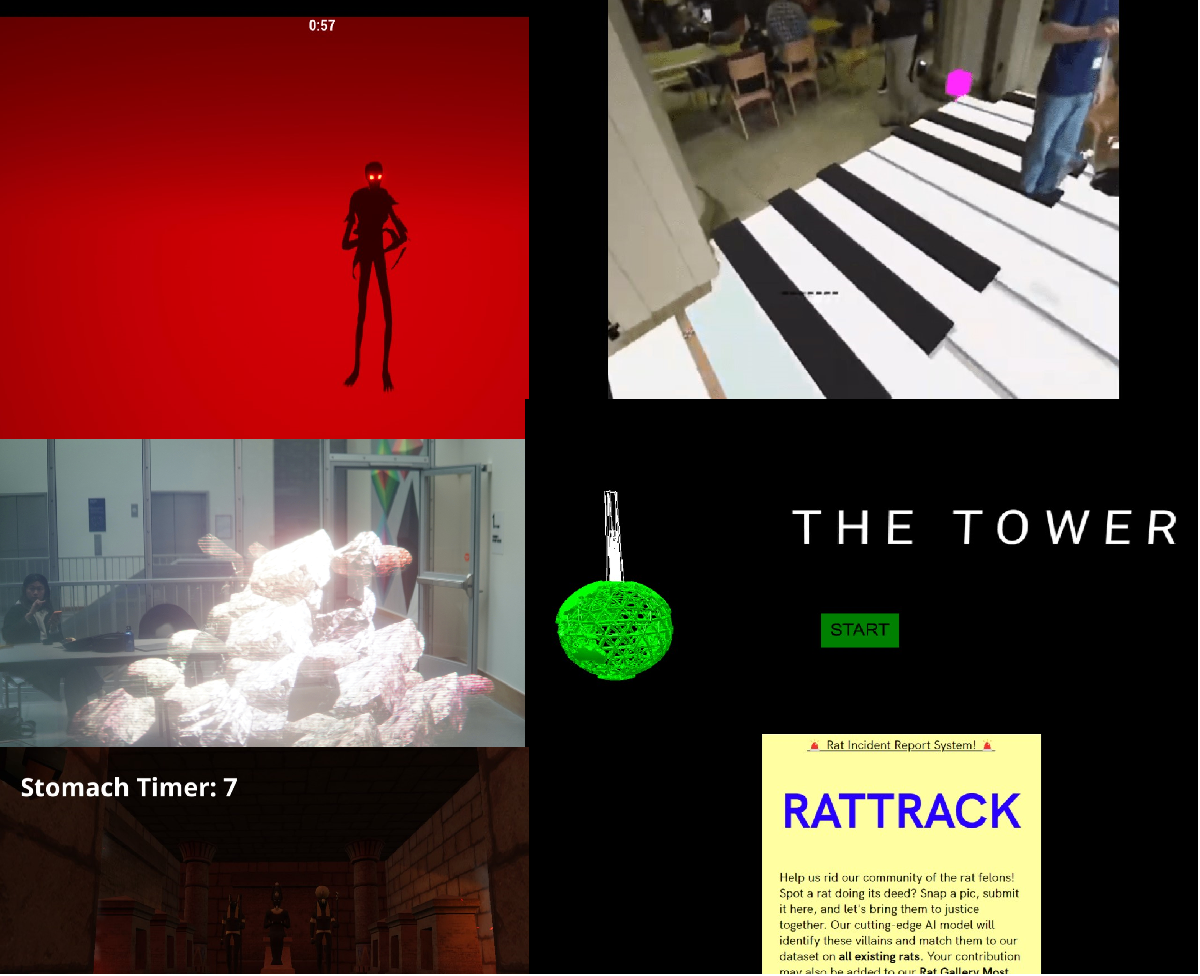 0:57
THE TOWER
START
Stomach Timer: 7
🚨 Rat Incident Report System! 🚨
RATTRACK
Help us rid our community of the rat felons!
Spot a rat doing its deed? Snap a pic, submit
it here, and let's bring them to justice
together. Our cutting-edge AI model will
identify these villains and match them to our
dataset on all existing rats. Your contribution
may also be added to our Rat Gallery Most